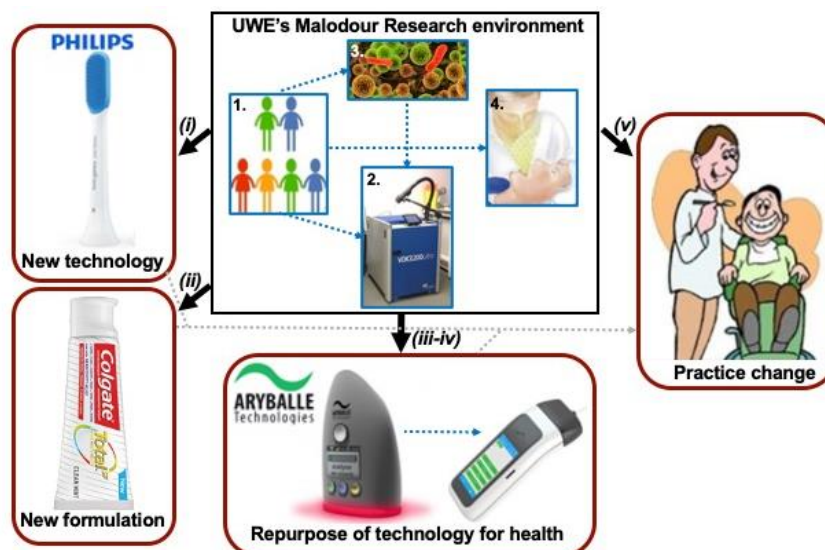 UWE's Malodour Research environment
PHILIPS
3.
1.
4.
2.
(i)
(v)
New technology
(ii)
(iii-iv)
Colgate
Total
CLEAN MINT
New formulation
ARYBALLE
Technologies
Repurpose of technology for health
Practice change